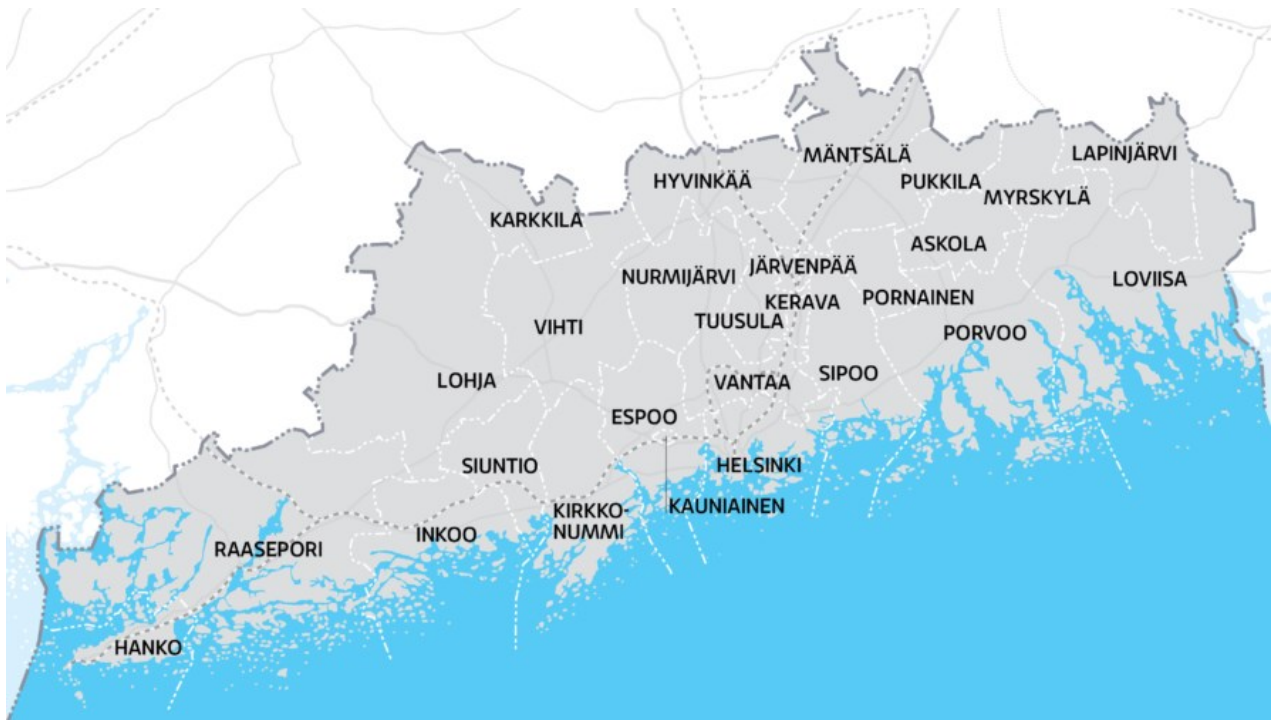 MÄNTSÄLÄ
LAPINJÄRVI
HYVINKÄÄ
PUKKILA
MYRSKYLÄ
KARKKILA
ASKOLA
JÄRVENPÄÄ
NURMIJÄRVI
LOVIISA
KERAVA
PORNAINEN
TUUSULA
VIHTI
PORVOO
LOHJA
VANTAA
SIPOO
ESPOO
SIUNTIO
HELSINKI
KAUNIAINEN
KIRKKO-
NUMMI
INKOO
RAASEPORI
HANKO